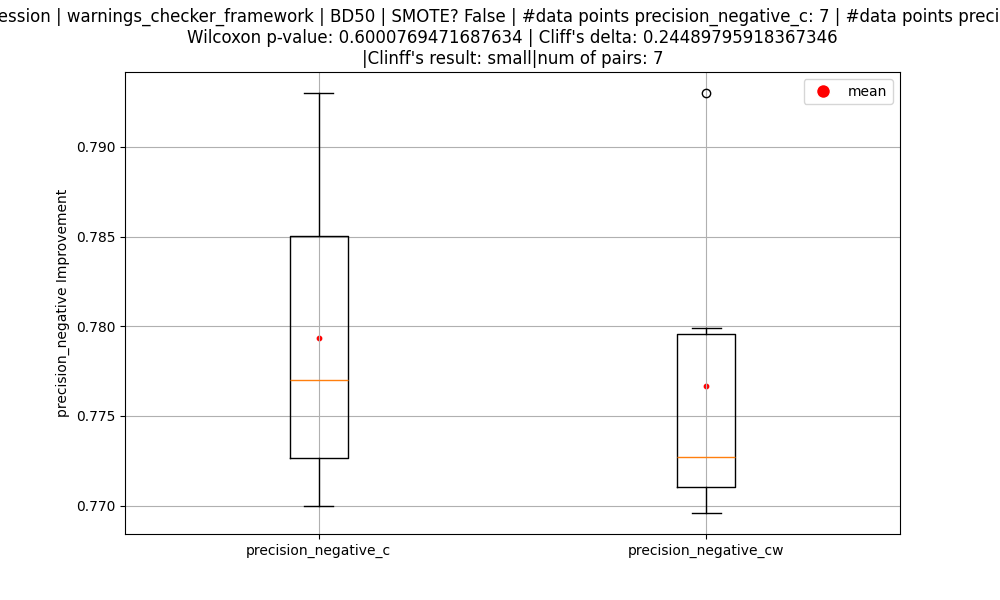 | warnings_checker_framework | BD50 | SMOTE? False | #data points precision_negative_c: 7 | #data points
Wilcoxon p-value: 0.6000769471687634 | Cliff's delta: 0.24489795918367346
|Clinff's result: small|num of pairs: 7
mean
0.790
0.785
0.780
0.775
0.770
precision_negative Improvement
precision_negative_c
precision_negative_cw